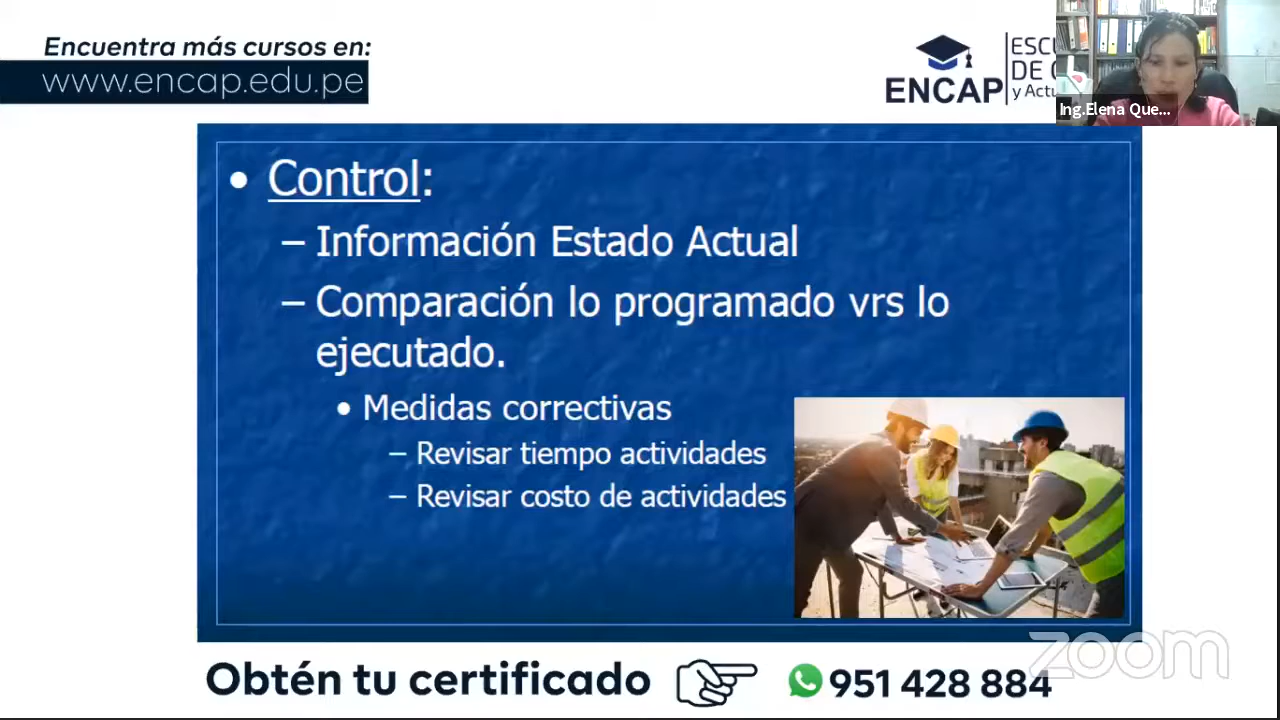 Encuentra más cursos en:
www.encap.edu.pe
ENCAP
DE
y
Ing.Elena Que...
• Control:
– Información Estado Actual
– Comparación lo programado vrs lo
ejecutado.
• Medidas correctivas
– Revisar tiempo actividades
– Revisar costo de actividades
zoom
Obtén tu certificado
951 428 884